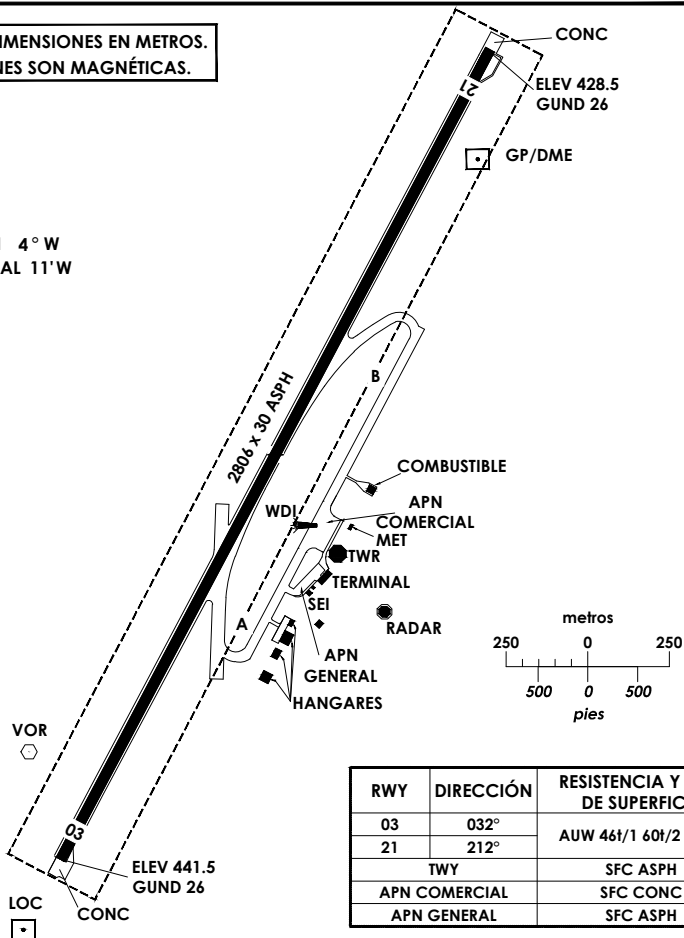 IMENSIONES EN METROS.
NES SON MAGNÉTICAS.
CONC
21
ELEV 428.5
GUND 26
GP/DME
4° W
AL 11'W
2806 x 30 ASPH
B
COMBUSTIBLE
APN
COMERCIAL
WDI
MET
TWR
TERMINAL
SEI
A
RADAR
APN
GENERAL
HANGARES
metros
250 0 250
500 0 500
pies
VOR
03
ELEV 441.5
GUND 26
LOC
CONC
RWY DIRECCIÓN RESISTENCIA Y
DE SUPERFIC
03 032° AUW 46t/1 60t/2
21 212°
TWY SFC ASPH
APN COMERCIAL SFC CONC
APN GENERAL SFC ASPH